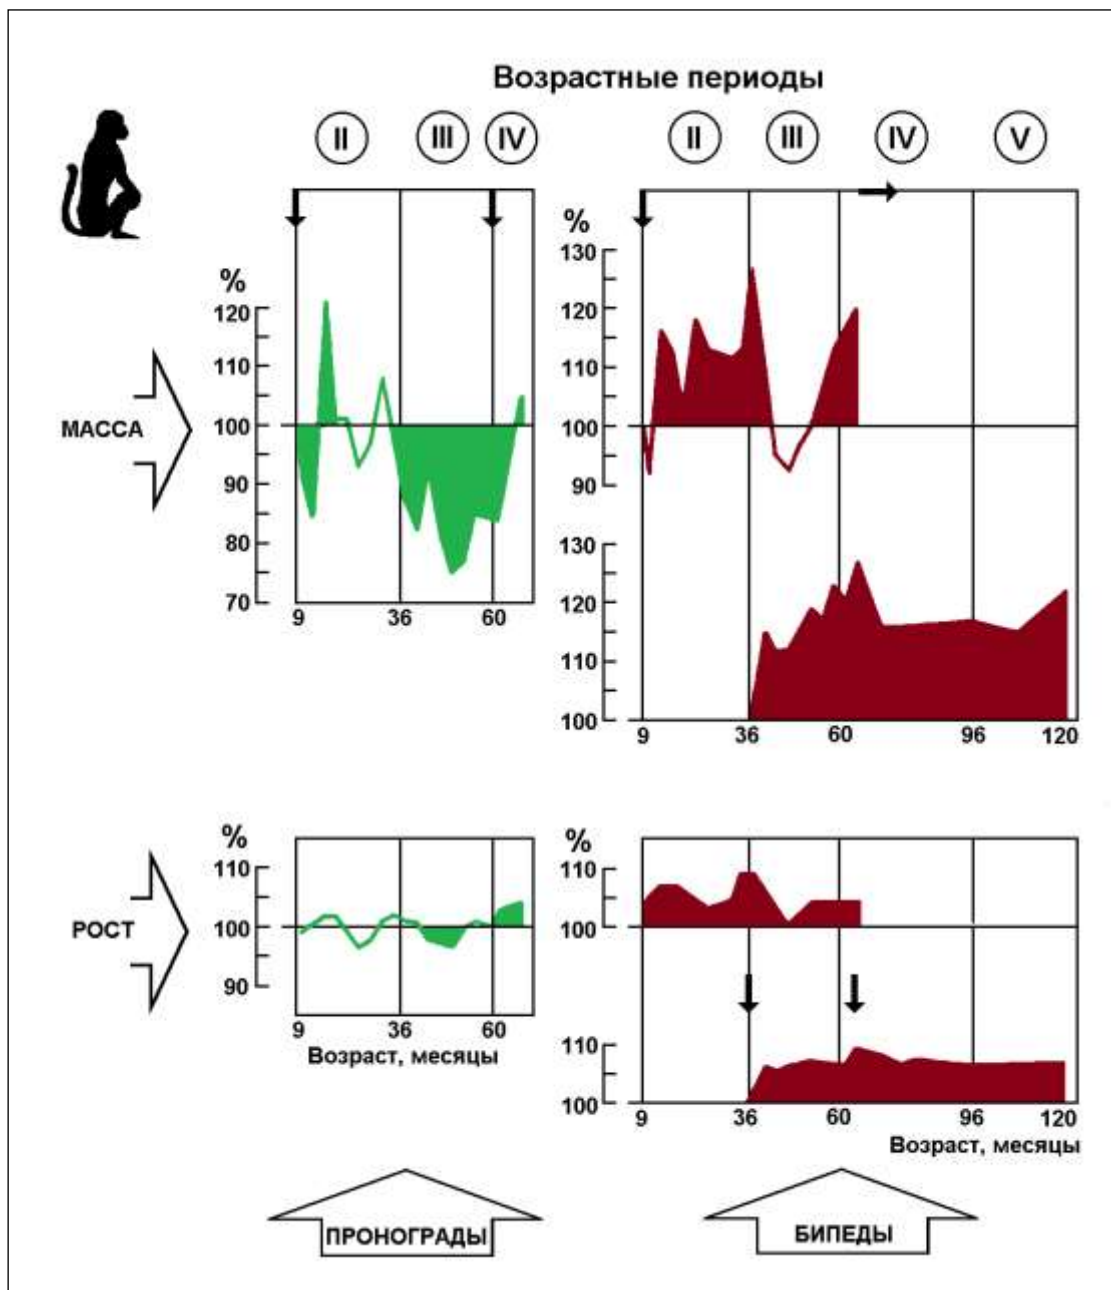 Возрастные периоды
II III IV II III IV V
%
130
%
120
120
110
110
100
100
90
90
80
70
9 36 60
МАССА
130
120
110
100
9 36 60 96 120
%
%
110
110
100
100
90
РОСТ
9 36 60
Возраст, месяцы
110
100
9 36 60 96 120
Возраст, месяцы
ПРОНОГРАДЫ
БИПЕДЫ